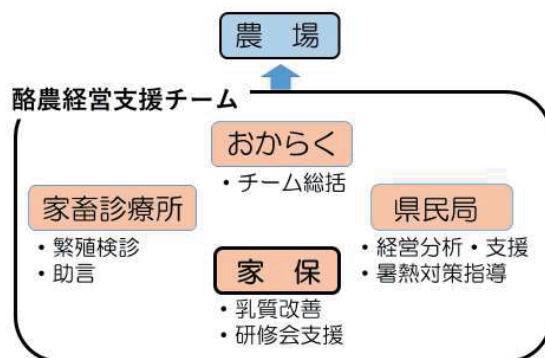 農　場
酪農経営支援チーム
おからく
・チーム総括
家畜診療所
・繁殖検診
・助言
県民局
・経営分析・支援
・暑熱対策指導
家　保
・乳質改善
・研修会支援